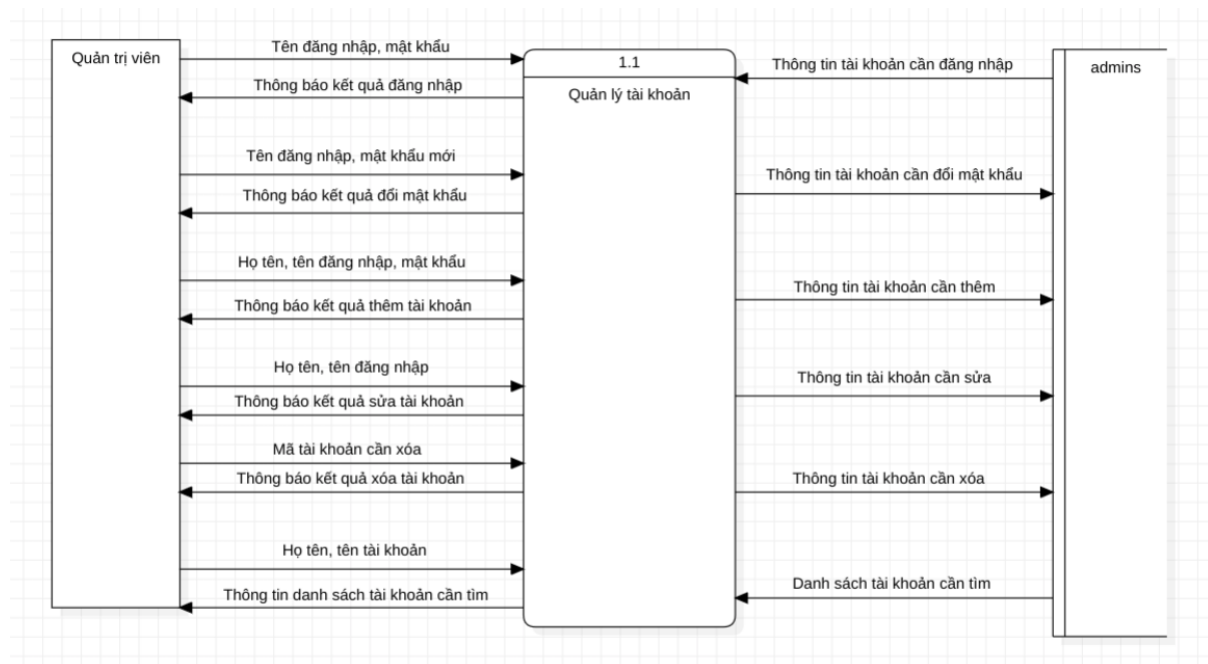 Quản trị viên
Tên đăng nhập, mật khẩu
Thông báo kết quả đăng nhập
Tên đăng nhập, mật khẩu mới
Thông báo kết quả đổi mật khẩu
Họ tên, tên đăng nhập, mật khẩu
Thông báo kết quả thêm tài khoản
Họ tên, tên đăng nhập
Thông báo kết quả sửa tài khoản
Mã tài khoản cần xóa
Thông báo kết quả xóa tài khoản
Họ tên, tên tài khoản
Thông tin danh sách tài khoản cần tìm
1.1
Quản lý tài khoản
Thông tin tài khoản cần đăng nhập
Thông tin tài khoản cần đổi mật khẩu
Thông tin tài khoản cần thêm
Thông tin tài khoản cần sửa
Thông tin tài khoản cần xóa
Danh sách tài khoản cần tìm
admins